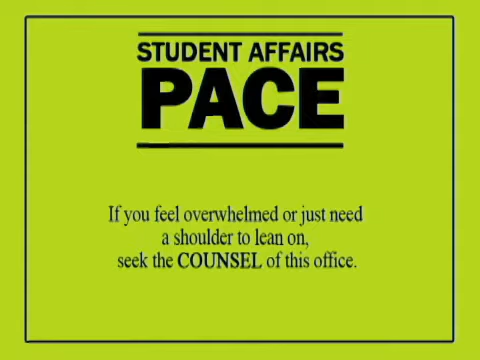 STUDENT AFFAIRS
PACE
If you feel overwhelmed or just need
a shoulder to lean on,
seek the COUNSEL of this office.